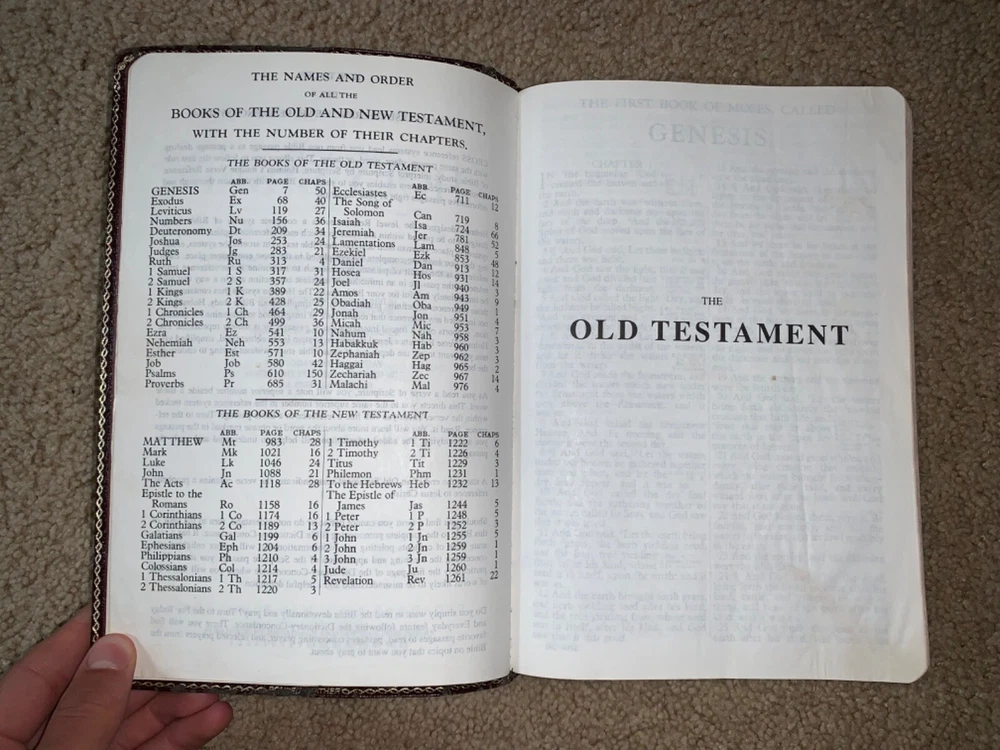 THE NAMES AND ORDER
OF ALL THE
BOOKS OF THE OLD AND NEW TESTAMENT,
WITH THE NUMBER OF THEIR CHAPTERS.
THE BOOKS OF THE OLD TESTAMENT
ABB. PAGE CHAPS
GENESIS Gen 7 50
Exodus Ex 68 40
Leviticus Lv 119 27
Numbers Nu 156 36
Deuteronomy Dt 209 34
Joshua Jos 253 24
Judges Jg 283 21
Ruth Ru 313 4
1 Samuel 1 S 317 31
2 Samuel 2 S 357 24
1 Kings 1 K 389 22
2 Kings 2 K 428 25
1 Chronicles 1 Ch 464 29
2 Chronicles 2 Ch 499 36
Ezra Ez 541 10
Nehemiah Neh 553 13
Esther Est 571 10
Job Job 580 42
Psalms Ps 610 150
Proverbs Pr 685 31
ABB. PAGE CHAPS
Ecclesiastes Ec 711 12
The Song of
Solomon Can 719 8
Isaiah Isa 724 66
Jeremiah Jer 781 52
Lamentations Lam 848 5
Ezekiel Ezk 853 48
Daniel Dan 913 12
Hosea Hos 931 14
Joel Jl 940 3
Amos Am 943 9
Obadiah Oba 949 1
Jonah Jon 951 4
Micah Mic 953 7
Nahum Nah 958 3
Habakkuk Hab 960 3
Zephaniah Zep 962 3
Haggai Hag 965 2
Zechariah Zec 967 14
Malachi Mal 976 4
THE BOOKS OF THE NEW TESTAMENT
ABB. PAGE CHAPS
MATTHEW Mt 983 28
Mark Mk 1021 16
Luke Lk 1046 24
John Jn 1088 21
The Acts Ac 1118 28
Epistle to the
Romans Ro 1158 16
1 Corinthians 1 Co 1174 16
2 Corinthians 2 Co 1189 13
Galatians Gal 1199 6
Ephesians Eph 1204 6
Philippians Ph 1210 4
Colossians Col 1214 4
1 Thessalonians 1 Th 1217 5
2 Thessalonians 2 Th 1220 3
ABB. PAGE CHAPS
1 Timothy 1 Ti 1222 6
2 Timothy 2 Ti 1226 4
Titus Tit 1229 3
Philemon Phm 1231 1
To the Hebrews Heb 1232 13
The Epistle of
James Jas 1244 5
1 Peter 1 P 1248 5
2 Peter 2 P 1252 3
1 John 1 Jn 1255 5
2 John 2 Jn 1259 1
3 John 3 Jn 1259 1
Jude Ju 1260 1
Revelation Rev 1261 22
THE FIRST BOOK OF MOSES, CALLED
GENESIS
THE
OLD TESTAMENT